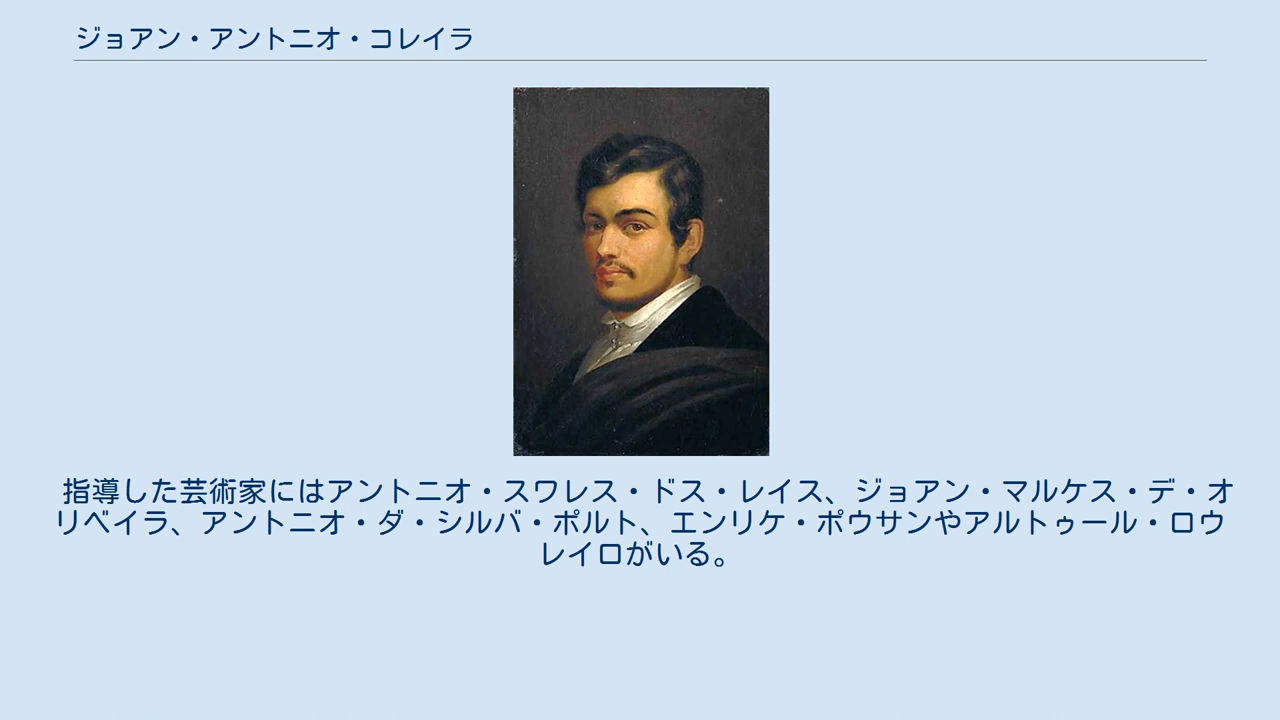 ジョアン・アントニオ・コレイラ
指導した芸術家にはアントニオ・スワレス・ドス・レイス、ジョアン・マルケス・デ・オ
リベイラ、アントニオ・ダ・シルバ・ポルト、エンリケ・ポウサンやアルトゥール・ロウ
レイロがいる。